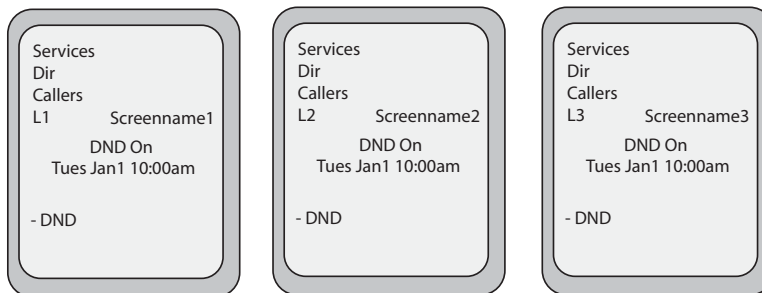 Services
Dir
Callers
L1 Screenname1
DND On
Tues Jan1 10:00am
- DND
Services
Dir
Callers
L2 Screenname2
DND On
Tues Jan1 10:00am
- DND
Services
Dir
Callers
L3 Screenname3
DND On
Tues Jan1 10:00am
- DND